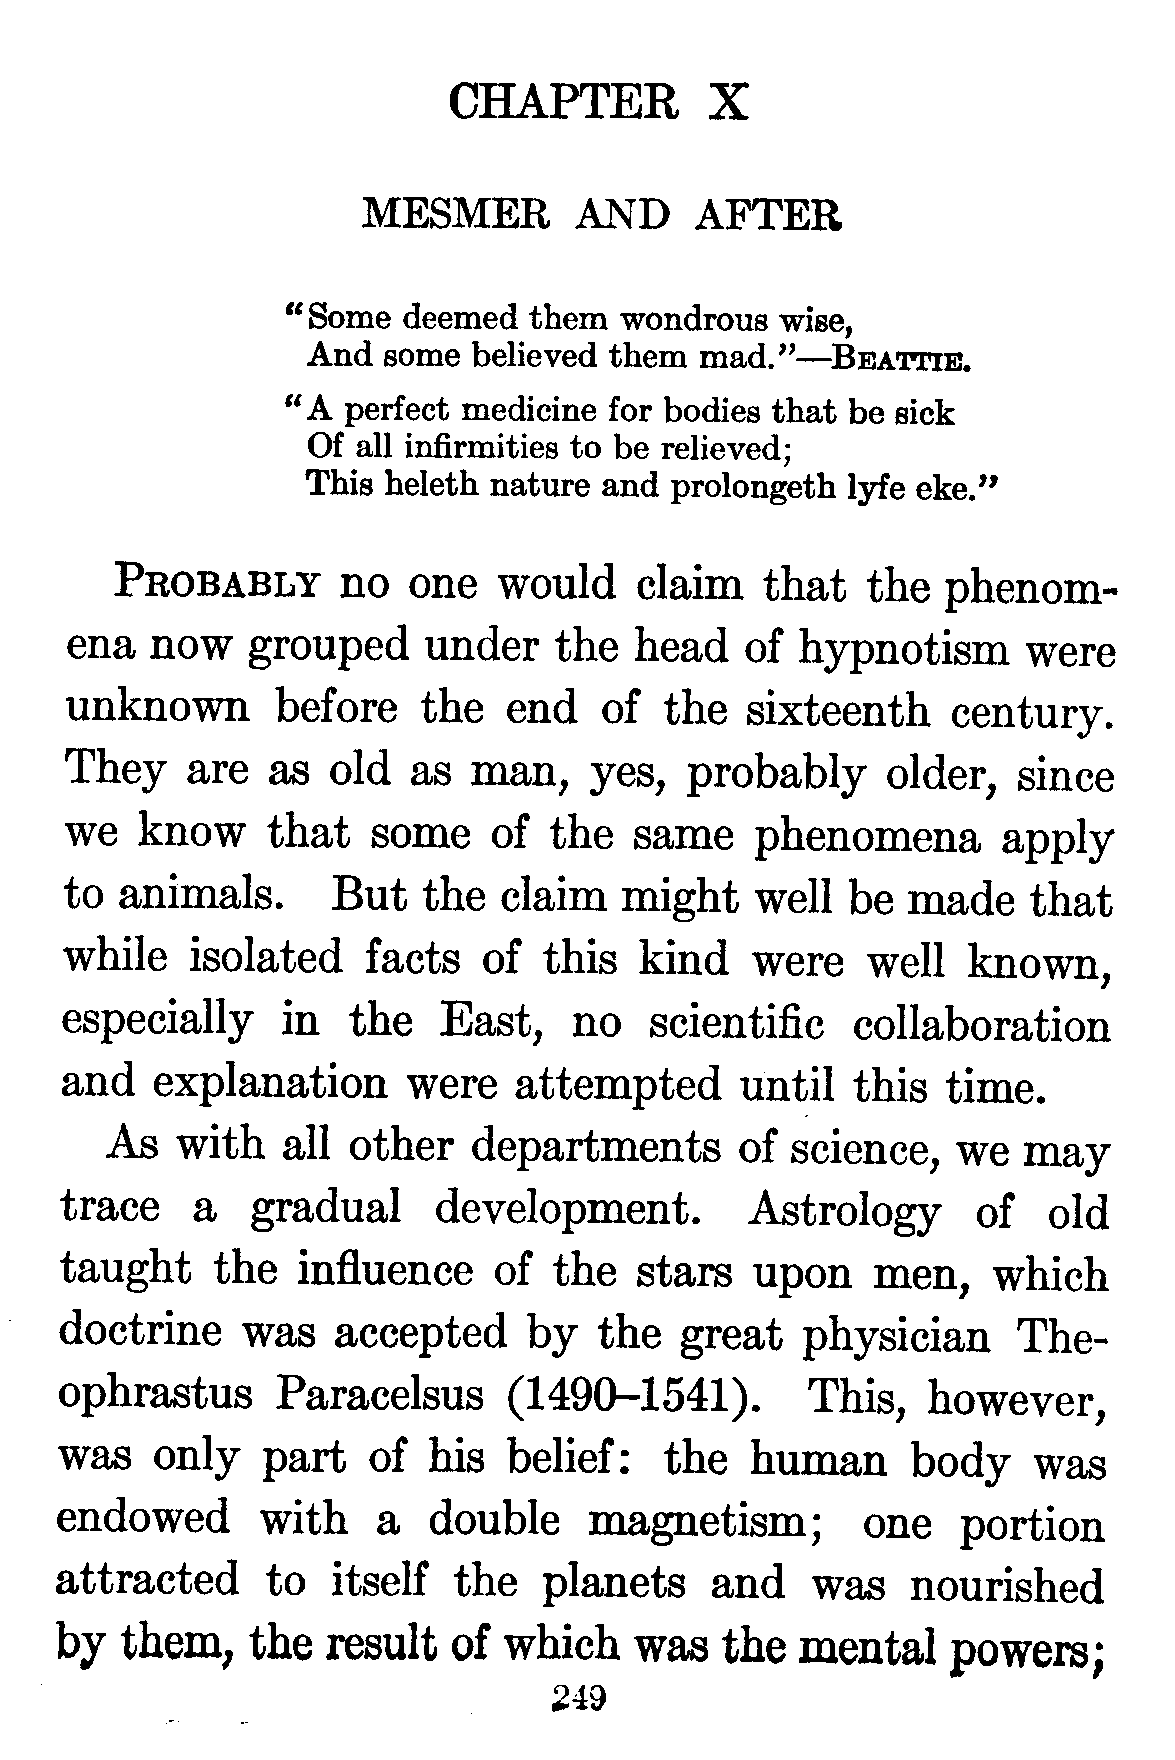 CHAPTER X
MESMER AND AFTER
"Some deemed them wondrous wise,
And some believed them mad."—BEATTIE.
"A perfect medicine for bodies that be sick
Of all infirmities to be relieved;
This heleth nature and prolongeth lyfe eke."
PROBABLY no one would claim that the phenom-
ena now grouped under the head of hypnotism were
unknown before the end of the sixteenth century.
They are as old as man, yes, probably older, since
we know that some of the same phenomena apply
to animals. But the claim might well be made that
while isolated facts of this kind were well known,
especially in the East, no scientific collaboration
and explanation were attempted until this time.
As with all other departments of science, we may
trace a gradual development. Astrology of old
taught the influence of the stars upon men, which
doctrine was accepted by the great physician The-
ophrastus Paracelsus (1490–1541). This, however,
was only part of his belief: the human body was
endowed with a double magnetism; one portion
attracted to itself the planets and was nourished
by them, the result of which was the mental powers;
249